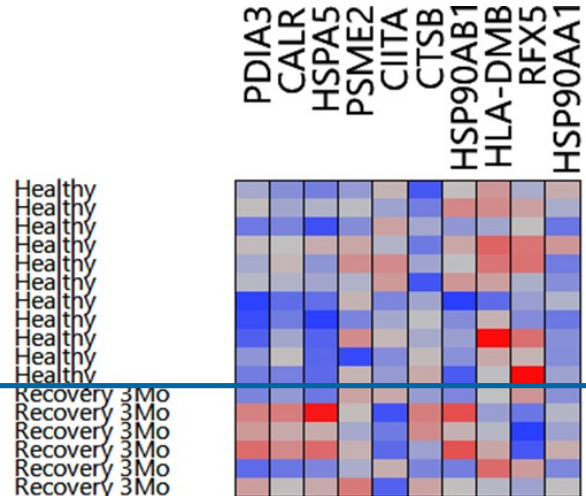 PDIA3
CALR
HSPA5
PSME2
CIITA
CTSB
HSP90AB1
HLA-DMB
RFX5
HSP90AA1
Healthy
Healthy
Healthy
Healthy
Healthy
Healthy
Healthy
Healthy
Healthy
Healthy
Healthy
Recovery 3Mo
Recovery 3Mo
Recovery 3Mo
Recovery 3Mo
Recovery 3Mo
Recovery 3Mo